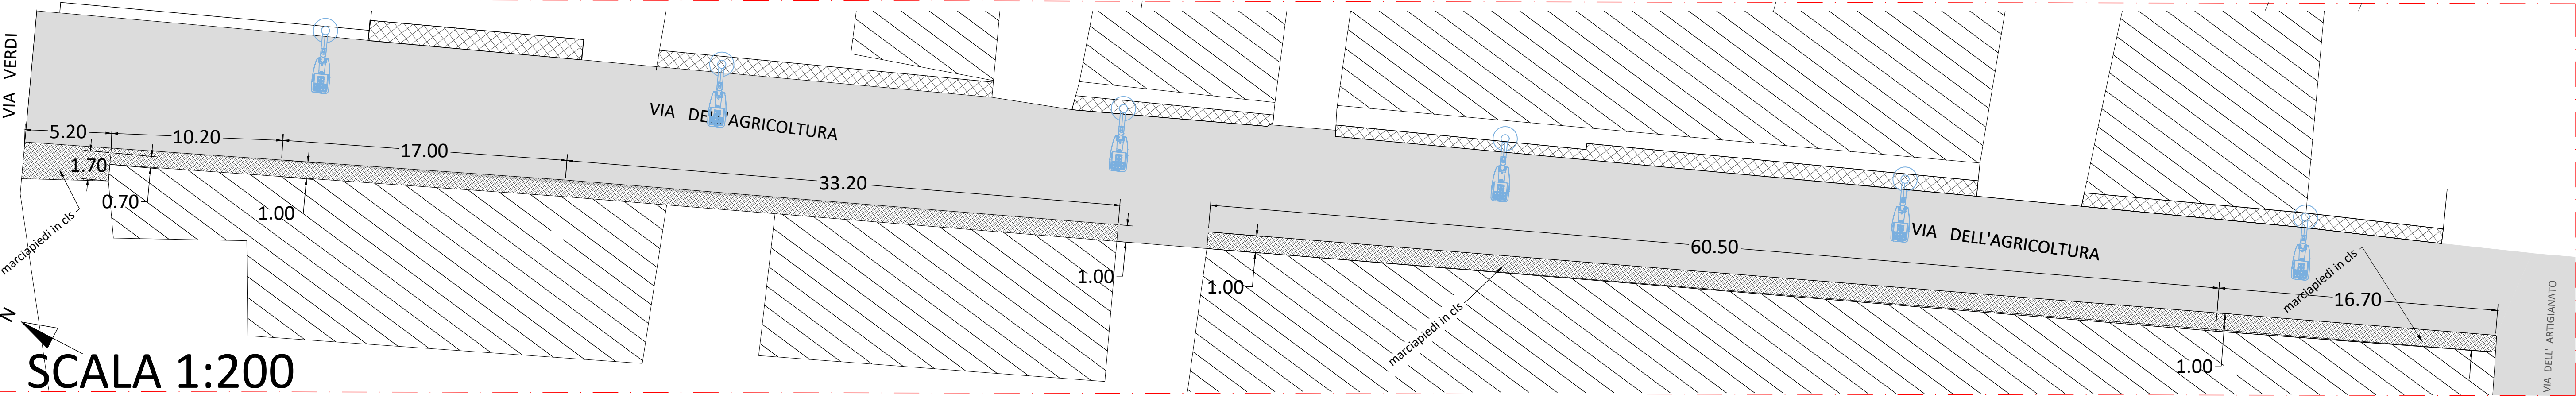 VIA VERDI
VIA DELL'AGRICOLTURA
5.20
10.20
17.00
33.20
1.70
0.70
1.00
1.00
1.00
60.50
VIA DELL'AGRICOLTURA
16.70
1.00
marciapiedi in cls
marciapiedi in cls
marciapiedi in cls
VIA DELL' ARTIGIANATO
N
SCALA 1:200